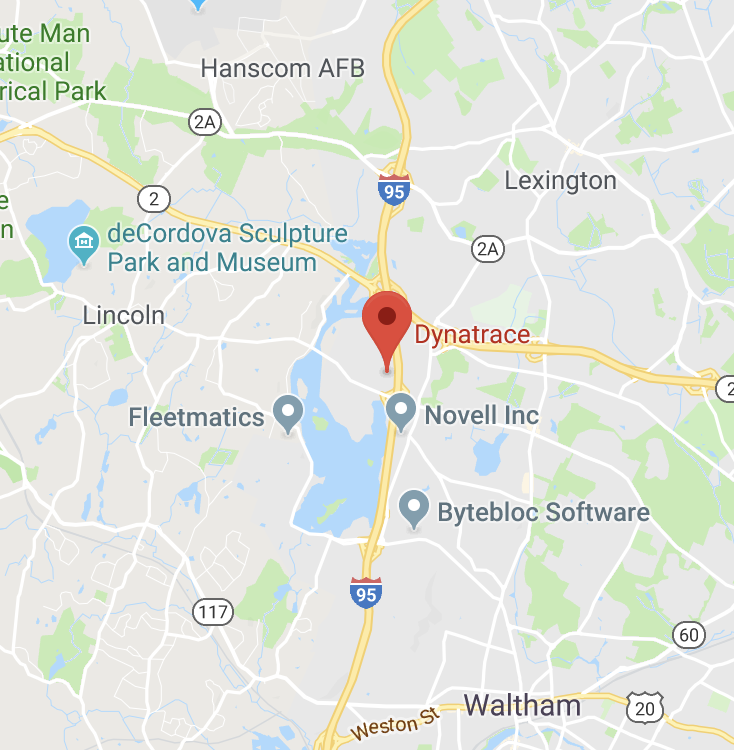 ute Man
ational
rical Park
Hanscom AFB
2A
95
Lexington
2
e
n
deCordova Sculpture
Park and Museum
2A
Lincoln
Dynatrace
2
Fleetmatics
Novell Inc
Bytebloc Software
95
117
60
Waltham
20
Weston St